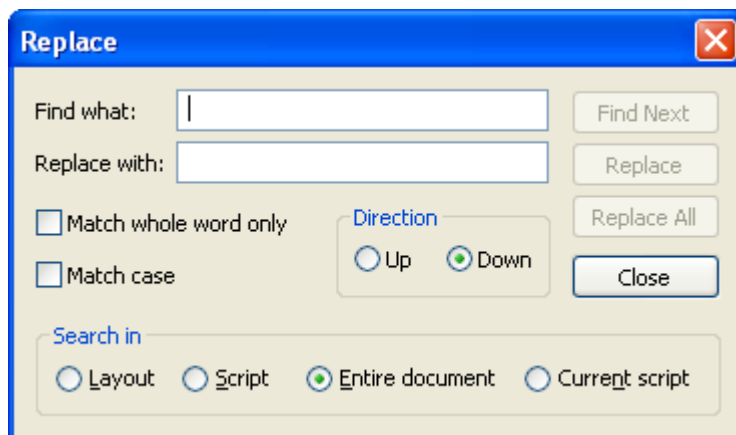 Replace
Find what:
Find Next
Replace with:
Replace
Match whole word only
Direction
Replace All
Up
Down
Match case
Close
Search in
Layout
Script
Entire document
Current script